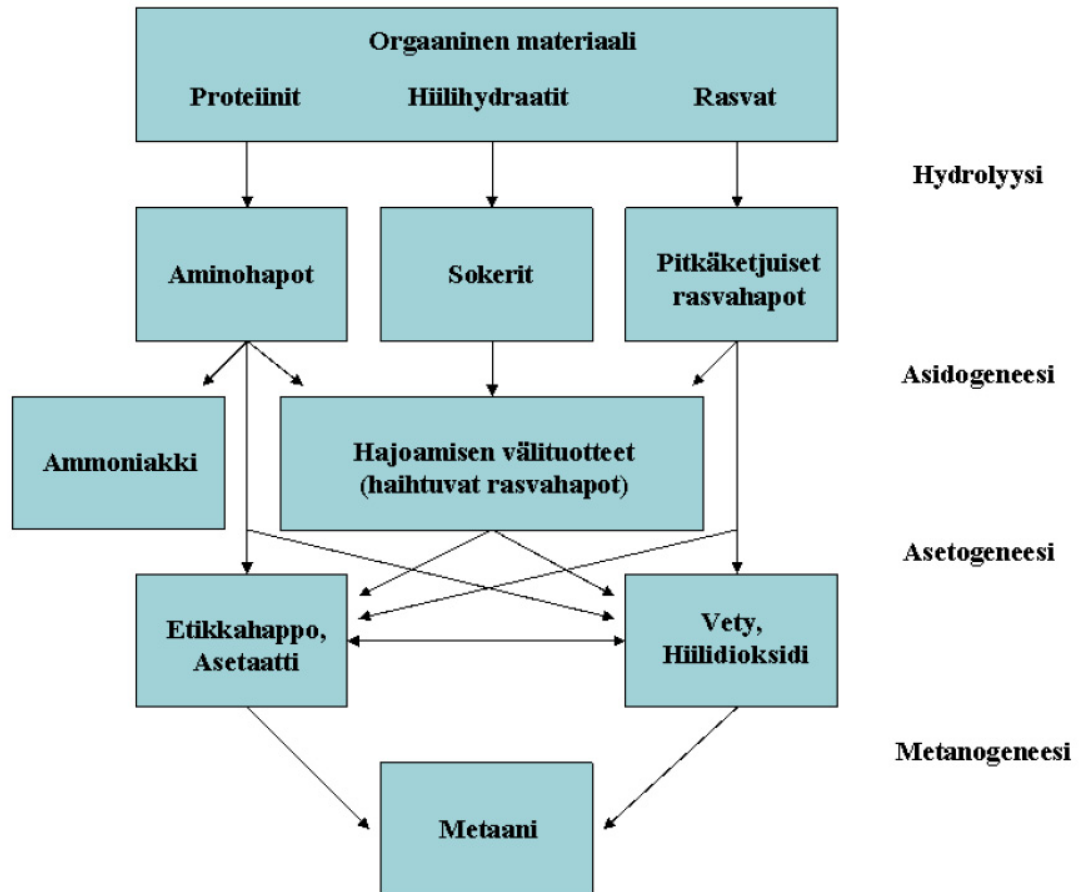 Orgaaninen materiaali
Proteiinit Hiilihydraatit Rasvat
Hydrolyysi
Aminohapot
Sokerit
Pitkäketjuiset
rasvahapot
Asidogeneesi
Ammoniakki
Hajoamisen välituotteet
(haihtuvat rasvahapot)
Asetogeneesi
Etikkahappo,
Asetaatti
Vety,
Hiilidioksidi
Metanogeneesi
Metaani